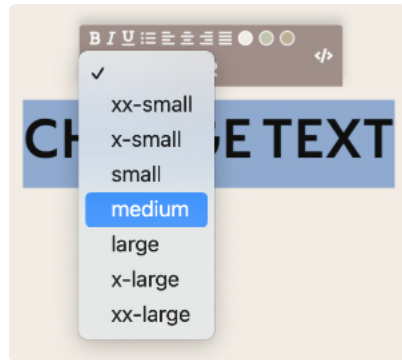 B I U </>
CH GE TEXT
xx-small
x-small
small
medium
large
x-large
xx-large